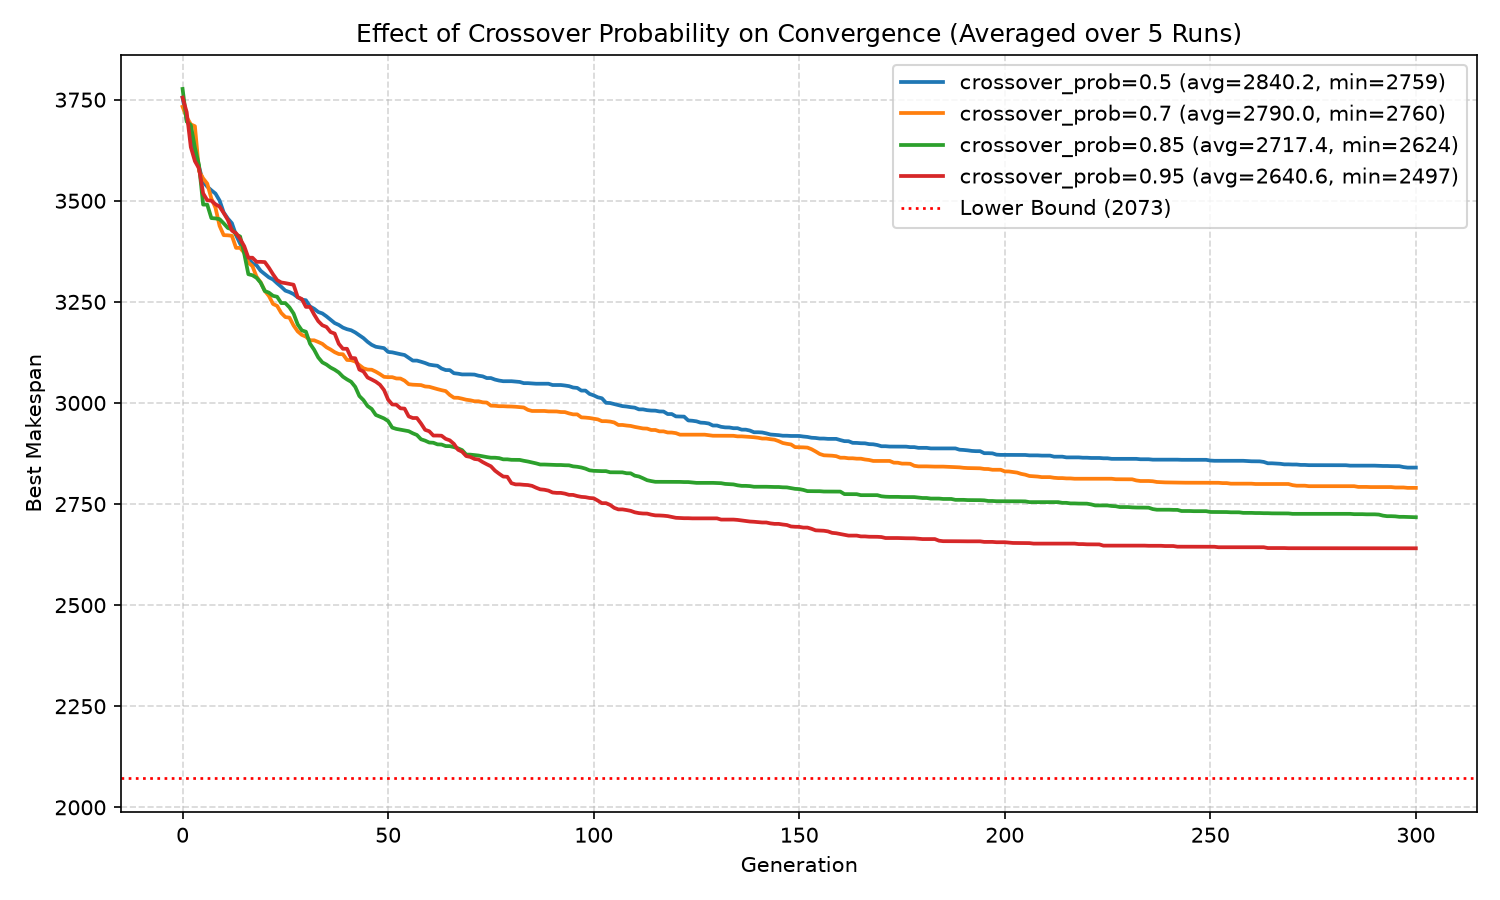 Effect of Crossover Probability on Convergence (Averaged over 5 Runs)
crossover_prob=0.5 (avg=2840.2, min=2759)
crossover_prob=0.7 (avg=2790.0, min=2760)
crossover_prob=0.85 (avg=2717.4, min=2624)
crossover_prob=0.95 (avg=2640.6, min=2497)
Lower Bound (2073)
Best Makespan
3750
3500
3250
3000
2750
2500
2250
2000
0 50 100 150 200 250 300
Generation